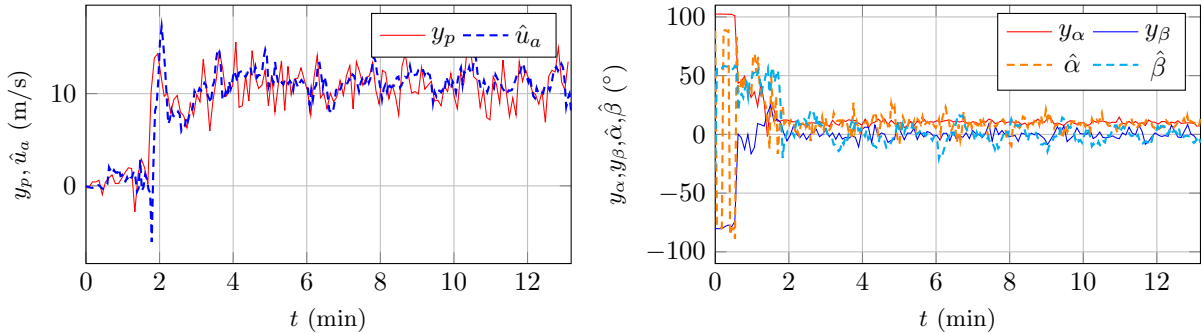 y_p û_a
10
0
y_p, û_a (m/s)
0 2 4 6 8 10 12
t (min)
y_α y_β
α̂ β̂
100
50
0
−50
−100
y_α,y_β,α̂,β̂ (°)
0 2 4 6 8 10 12
t (min)